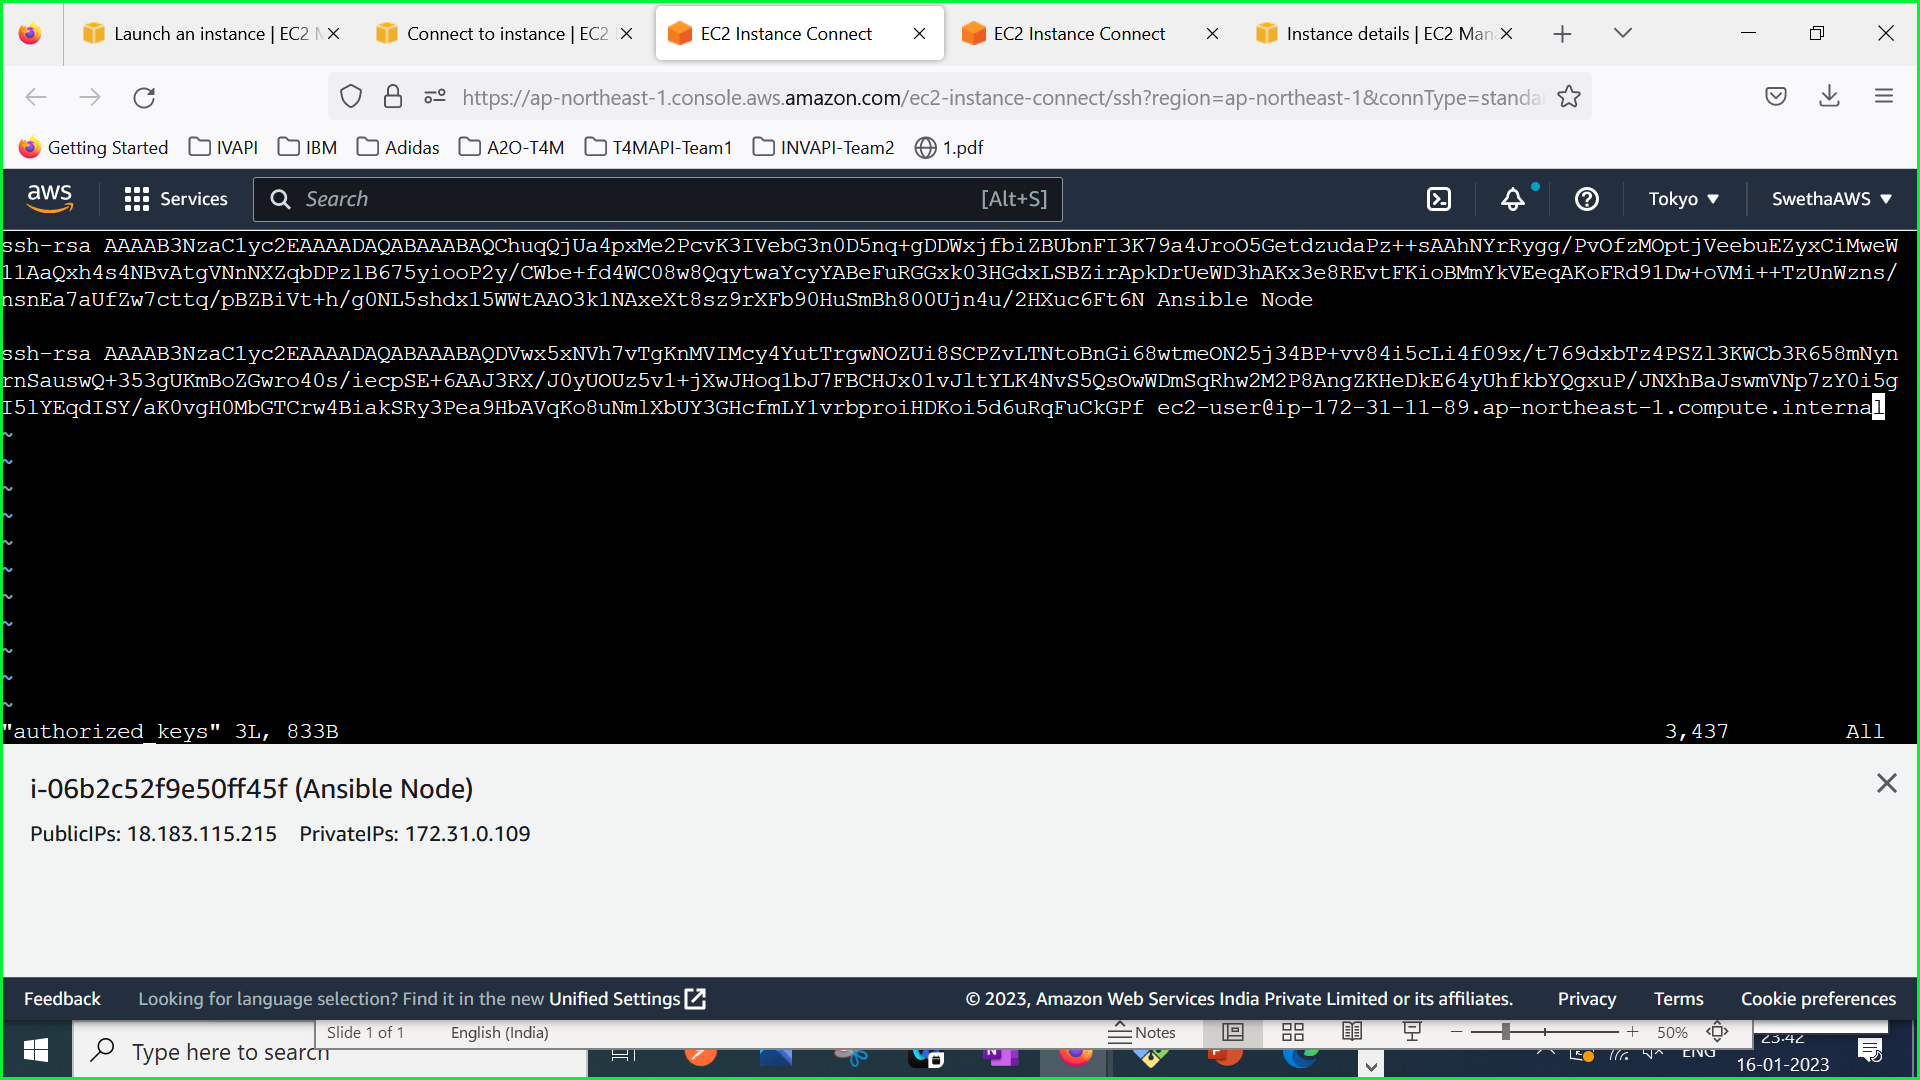 Launch an instance | EC2 M
Connect to instance | EC2
EC2 Instance Connect
EC2 Instance Connect
Instance details | EC2 Man
https://ap-northeast-1.console.aws.amazon.com/ec2-instance-connect/ssh?region=ap-northeast-1&connType=standa
Getting Started
IVAPI
IBM
Adidas
A2O-T4M
T4MAPI-Team1
INVAPI-Team2
1.pdf
aws
Services
Search
[Alt+S]
Tokyo
SwethaAWS
ssh-rsa AAAAB3NzaC1yc2EAAAADAQABAAABAQChuqQjUa4pxMe2PcvK3IVebG3n0D5nq+gDDWxjfbiZBUbnFI3K79a4JroO5GetdzudaPz++sAAhNYrRygg/PvOfzMOptjVeebuEZyxCiMweW
11AaQxh4s4NBvAtgVNnNXZqbDPzlB675yiooP2y/CWbe+fd4WC08w8QqytwaYcyYABeFuRGGxk03HGdxLSBZirApkDrUeWD3hAKx3e8REvtFKioBMmYkVEeqAKoFRd91Dw+oVMi++TzUnWzns/
nsnEa7aUfZw7cttq/pBZBiVt+h/g0NL5shdx15WWtAAO3k1NAxeXt8sz9rXFb90HuSmBh800Ujn4u/2HXuc6Ft6N Ansible Node
ssh-rsa AAAAB3NzaC1yc2EAAAADAQABAAABAQDVwx5xNVh7vTgKnMVIMcy4YutTrgwNOZUi8SCPZvLTNtoBnGi68wtmeON25j34BP+vv84i5cLi4f09x/t769dxbTz4PSZl3KWCb3R658mNyn
rnSauswQ+353gUKmBoZGwro40s/iecpSE+6AAJ3RX/J0yUOUz5v1+jXwJHoq1bJ7FBCHJx01vJltYLK4NvS5QsOwWDmSqRhw2M2P8AngZKHeDkE64yUhfkbYQgxuP/JNXhBaJswmVNp7zY0i5g
I5lYEqdISY/aK0vgH0MbGTCrw4BiakSRy3Pea9HbAVqKo8uNmlXbUY3GHcfmLY1vrbproiHDKoi5d6uRqFuCkGPf ec2-user@ip-172-31-11-89.ap-northeast-1.compute.internal
~
~
~
~
~
~
~
~
~
~
~
"authorized_keys" 3L, 833B
3,437
All
i-06b2c52f9e50ff45f (Ansible Node)
PublicIPs: 18.183.115.215 PrivateIPs: 172.31.0.109
Feedback
Looking for language selection? Find it in the new Unified Settings
© 2023, Amazon Web Services India Private Limited or its affiliates.
Privacy
Terms
Cookie preferences
Slide 1 of 1
English (India)
Notes
50%
Type here to search
ENG
23:42
16-01-2023